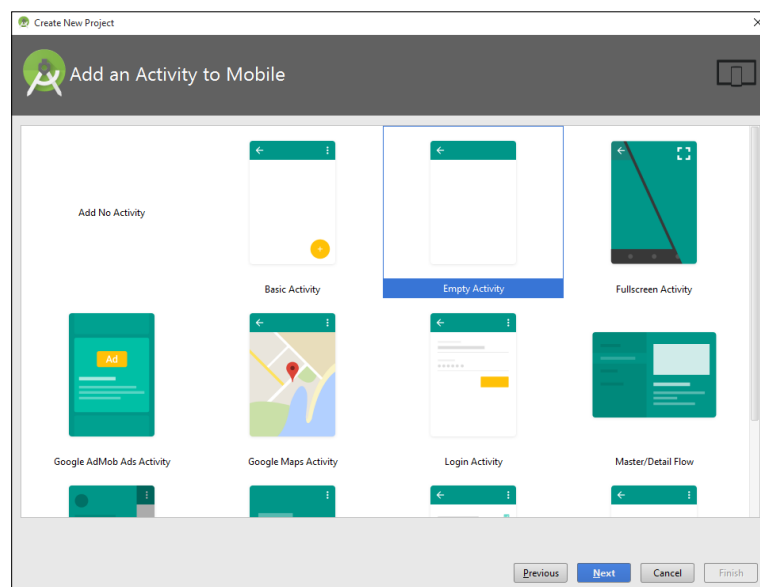 Create New Project
Add an Activity to Mobile
Add No Activity
Basic Activity
Empty Activity
Fullscreen Activity
Ad
Google AdMob Ads Activity
Google Maps Activity
Login Activity
Master/Detail Flow
Previous
Next
Cancel
Finish